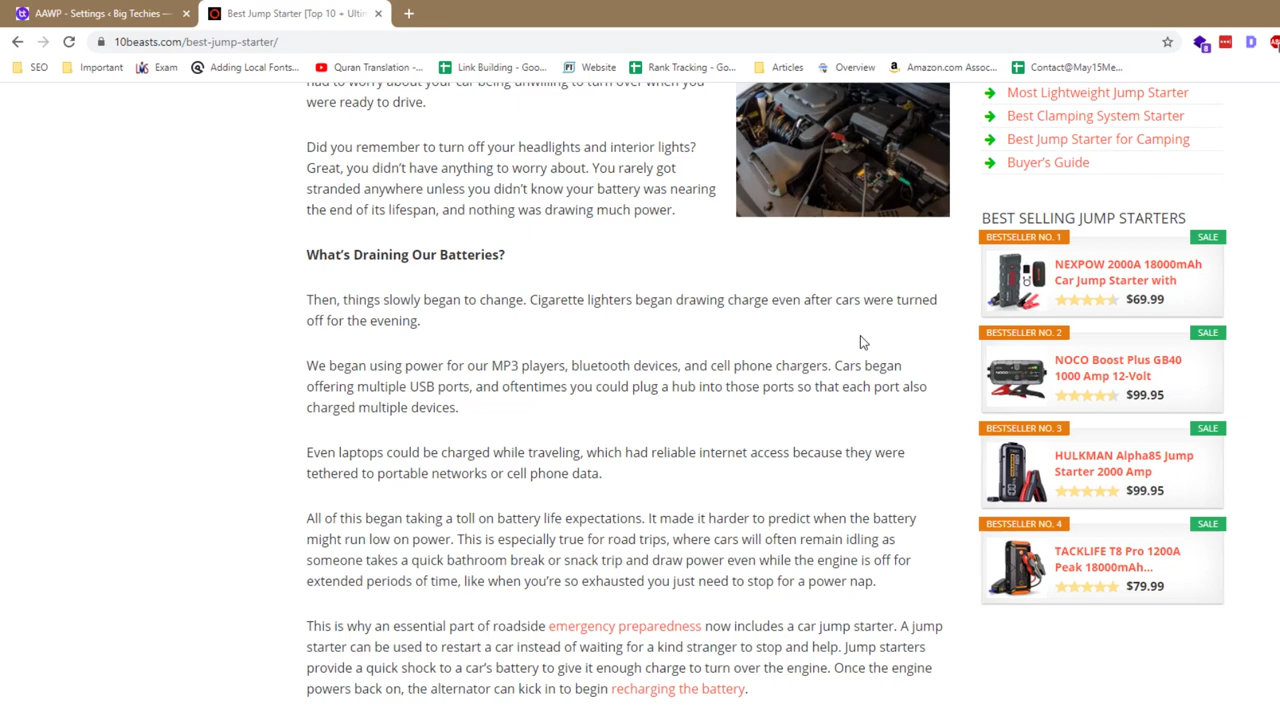 AAWP - Settings ‹ Big Techies —
Best Jump Starter [Top 10 + Ultim
10beasts.com/best-jump-starter/
SEO
Important
Exam
Adding Local Fonts...
Quran Translation -...
Link Building - Goo...
Website
Rank Tracking - Go...
Articles
Overview
Amazon.com Assoc...
Contact@May15Me...
had to worry about your car being unwilling to turn over when you
were ready to drive.
Did you remember to turn off your headlights and interior lights?
Great, you didn't have anything to worry about. You rarely got
stranded anywhere unless you didn't know your battery was nearing
the end of its lifespan, and nothing was drawing much power.
What's Draining Our Batteries?
Then, things slowly began to change. Cigarette lighters began drawing charge even after cars were turned
off for the evening.
We began using power for our MP3 players, bluetooth devices, and cell phone chargers. Cars began
offering multiple USB ports, and oftentimes you could plug a hub into those ports so that each port also
charged multiple devices.
Even laptops could be charged while traveling, which had reliable internet access because they were
tethered to portable networks or cell phone data.
All of this began taking a toll on battery life expectations. It made it harder to predict when the battery
might run low on power. This is especially true for road trips, where cars will often remain idling as
someone takes a quick bathroom break or snack trip and draw power even while the engine is off for
extended periods of time, like when you're so exhausted you just need to stop for a power nap.
This is why an essential part of roadside emergency preparedness now includes a car jump starter. A jump
starter can be used to restart a car instead of waiting for a kind stranger to stop and help. Jump starters
provide a quick shock to a car's battery to give it enough charge to turn over the engine. Once the engine
powers back on, the alternator can kick in to begin recharging the battery.
Most Lightweight Jump Starter
Best Clamping System Starter
Best Jump Starter for Camping
Buyer's Guide
BEST SELLING JUMP STARTERS
BESTSELLER NO. 1
SALE
NEXPOW 2000A 18000mAh
Car Jump Starter with
$69.99
BESTSELLER NO. 2
SALE
NOCO Boost Plus GB40
1000 Amp 12-Volt
$99.95
BESTSELLER NO. 3
SALE
HULKMAN Alpha85 Jump
Starter 2000 Amp
$99.95
BESTSELLER NO. 4
SALE
TACKLIFE T8 Pro 1200A
Peak 18000mAh...
$79.99